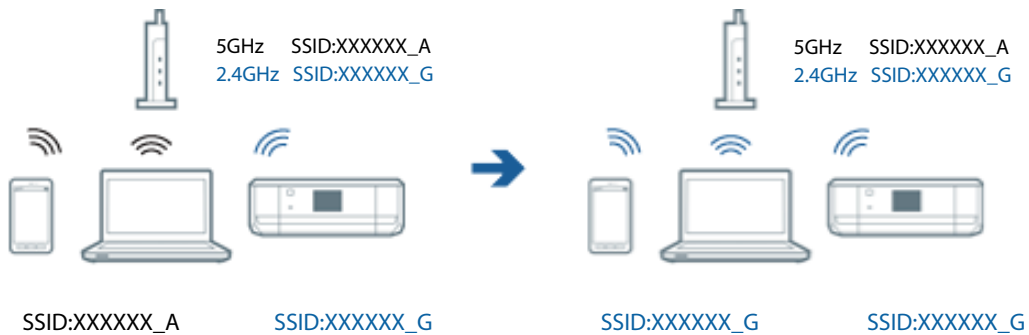 5GHz SSID:XXXXXX_A
2.4GHz SSID:XXXXXX_G
5GHz SSID:XXXXXX_A
2.4GHz SSID:XXXXXX_G
SSID:XXXXXX_A SSID:XXXXXX_G
SSID:XXXXXX_G SSID:XXXXXX_G